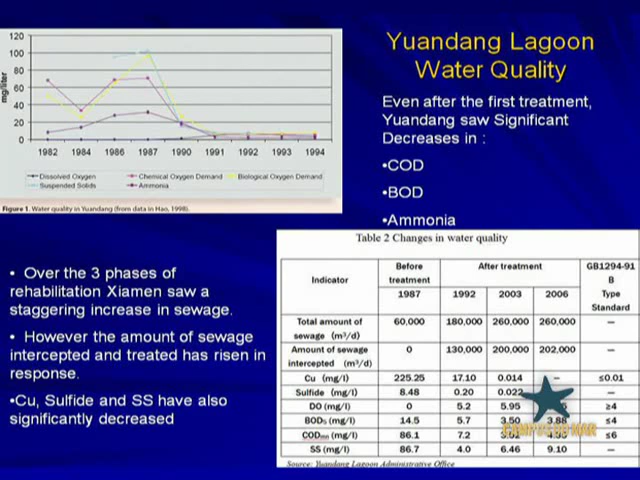 Yuandang Lagoon
Water Quality
120
100
80
60
40
20
0
mg/liter
1982 1984 1986 1987 1990 1991 1992 1993 1994
Dissolved Oxygen Chemical Oxygen Demand Biological Oxygen Demand
Suspended Solids Ammonia
Figure 1. Water quality in Yuandang (from data in Hao, 1998).
Even after the first treatment,
Yuandang saw Significant
Decreases in :
•COD
•BOD
•Ammonia
• Over the 3 phases of
rehabilitation Xiamen saw a
staggering increase in sewage.
• However the amount of sewage
intercepted and treated has risen in
response.
•Cu, Sulfide and SS have also
significantly decreased
Table 2 Changes in water quality
Indicator Before treatment After treatment GB1294-91 B Type Standard
1987 1992 2003 2006
Total amount of sewage (m³/d) 60,000 180,000 260,000 260,000 –
Amount of sewage intercepted (m³/d) 0 130,000 200,000 202,000 –
Cu (mg/l) 225.25 17.10 0.014 – ≤0.01
Sulfide (mg/l) 8.48 0.20 0.022 –
DO (mg/l) 0 5.2 5.95 ≥4
BOD₅ (mg/l) 14.5 5.7 3.50 3.88 ≤4
COD (mg/l) 86.1 7.2 ≤6
SS (mg/l) 86.7 4.0 6.46 9.10 –
Source: Yuandang Lagoon Administrative Office